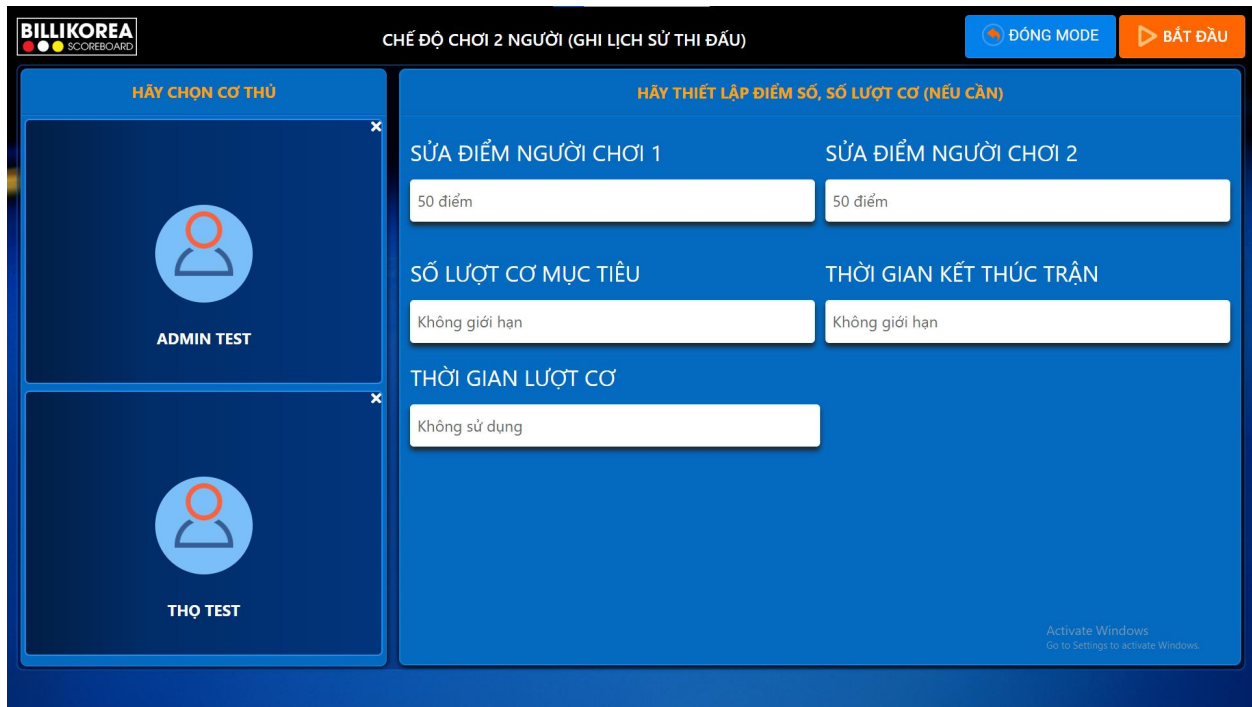 BILLIKOREA
SCOREBOARD
CHẾ ĐỘ CHƠI 2 NGƯỜI (GHI LỊCH SỬ THI ĐẤU)
ĐÓNG MODE
BẮT ĐẦU
HÃY CHỌN CƠ THỦ
HÃY THIẾT LẬP ĐIỂM SỐ, SỐ LƯỢT CƠ (NẾU CẦN)
ADMIN TEST
THỌ TEST
SỬA ĐIỂM NGƯỜI CHƠI 1
SỬA ĐIỂM NGƯỜI CHƠI 2
50 điểm
50 điểm
SỐ LƯỢT CƠ MỤC TIÊU
THỜI GIAN KẾT THÚC TRẬN
Không giới hạn
Không giới hạn
THỜI GIAN LƯỢT CƠ
Không sử dụng
Activate Windows
Go to Settings to activate Windows.